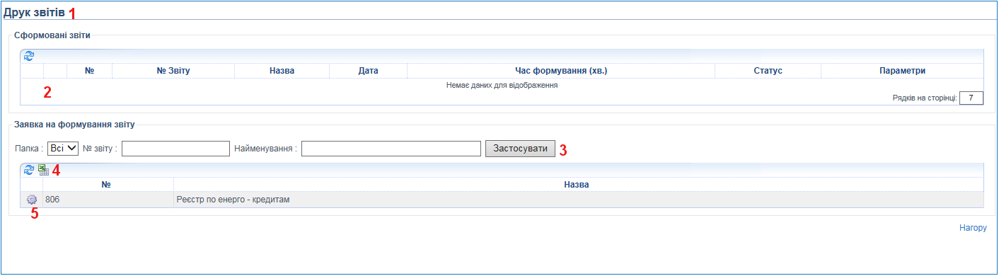 Друк звітів 1
Сформовані звіти
№ № Звіту Назва Дата Час формування (хв.) Статус Параметри
Немає даних для відображення
2
Рядків на сторінці: 7
Заявка на формування звіту
Папка : Всі № звіту : Найменування : Застосувати 3
4
№ Назва
806 Реєстр по енерго - кредитам
5
Нагору